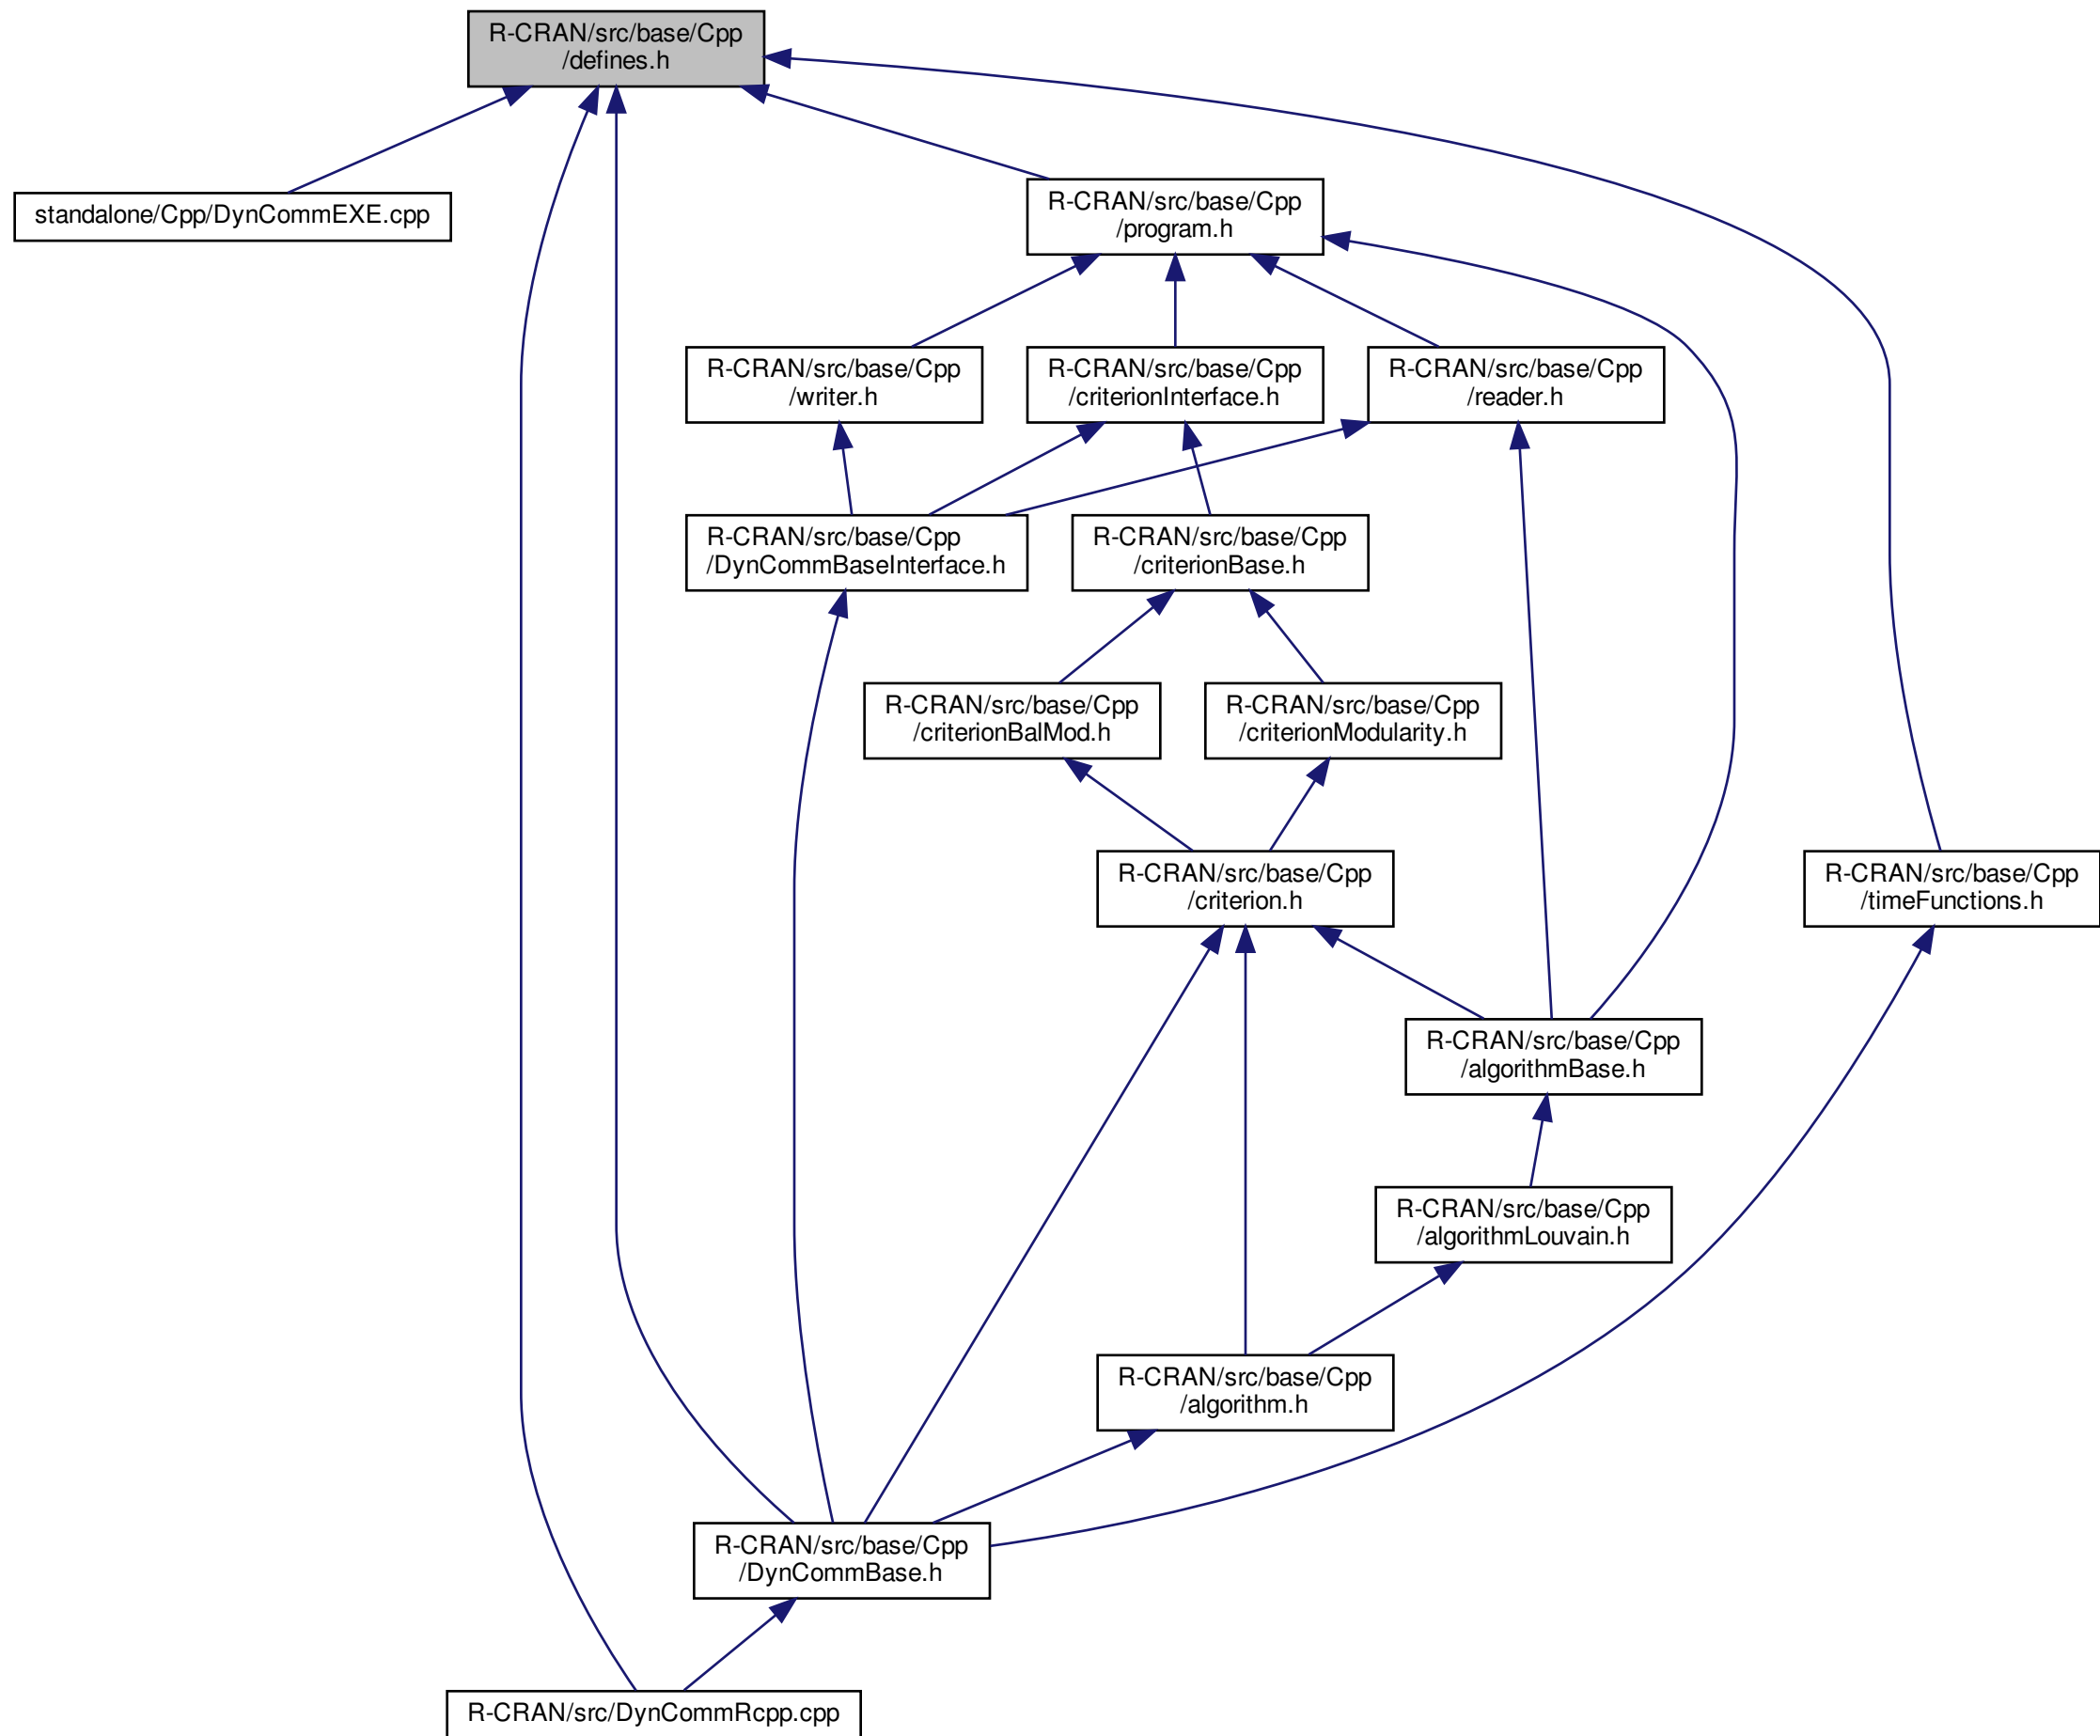 R-CRAN/src/base/Cpp
/defines.h
standalone/Cpp/DynCommEXE.cpp
R-CRAN/src/base/Cpp
/program.h
R-CRAN/src/base/Cpp
/writer.h
R-CRAN/src/base/Cpp
/criterionInterface.h
R-CRAN/src/base/Cpp
/reader.h
R-CRAN/src/base/Cpp
/DynCommBaseInterface.h
R-CRAN/src/base/Cpp
/criterionBase.h
R-CRAN/src/base/Cpp
/criterionBalMod.h
R-CRAN/src/base/Cpp
/criterionModularity.h
R-CRAN/src/base/Cpp
/criterion.h
R-CRAN/src/base/Cpp
/timeFunctions.h
R-CRAN/src/base/Cpp
/algorithmBase.h
R-CRAN/src/base/Cpp
/algorithmLouvain.h
R-CRAN/src/base/Cpp
/algorithm.h
R-CRAN/src/base/Cpp
/DynCommBase.h
R-CRAN/src/DynCommRcpp.cpp